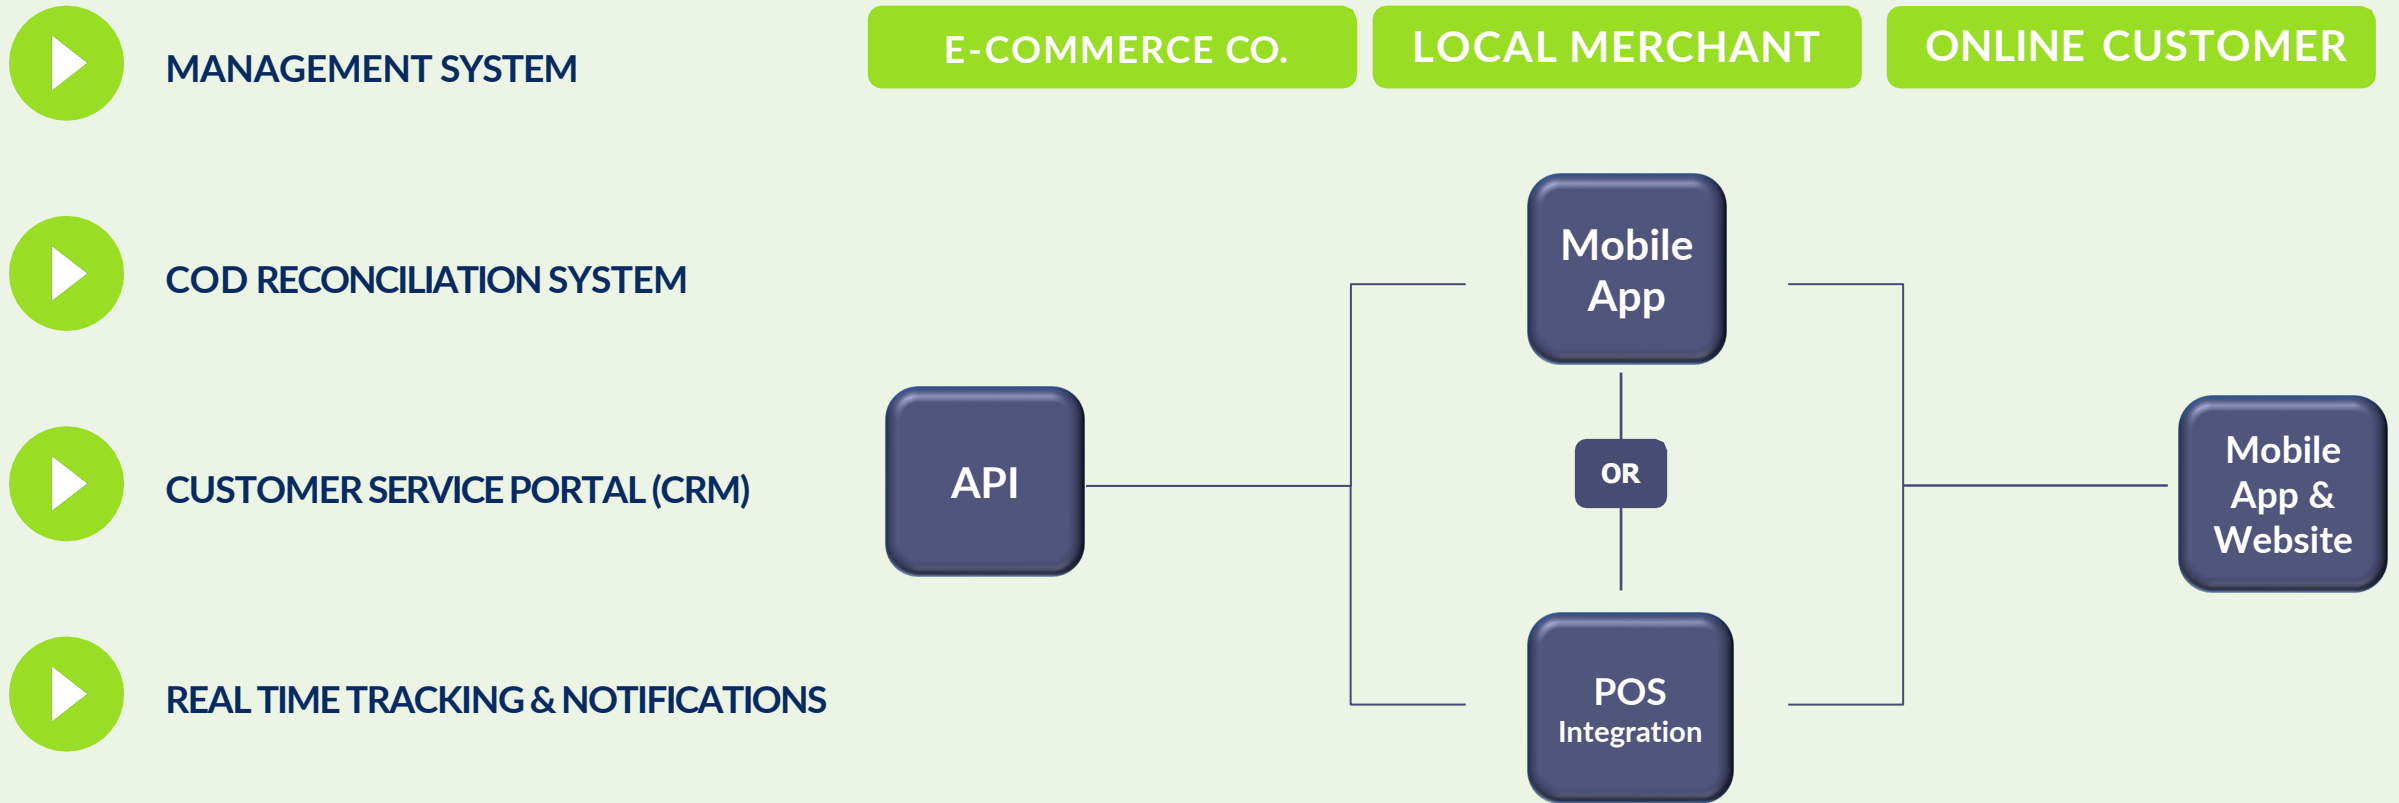 MANAGEMENT SYSTEM
COD RECONCILIATION SYSTEM
CUSTOMER SERVICE PORTAL (CRM)
REAL TIME TRACKING & NOTIFICATIONS
E-COMMERCE CO.
LOCAL MERCHANT
ONLINE CUSTOMER
API
Mobile
App
OR
POS
Integration
Mobile
App &
Website